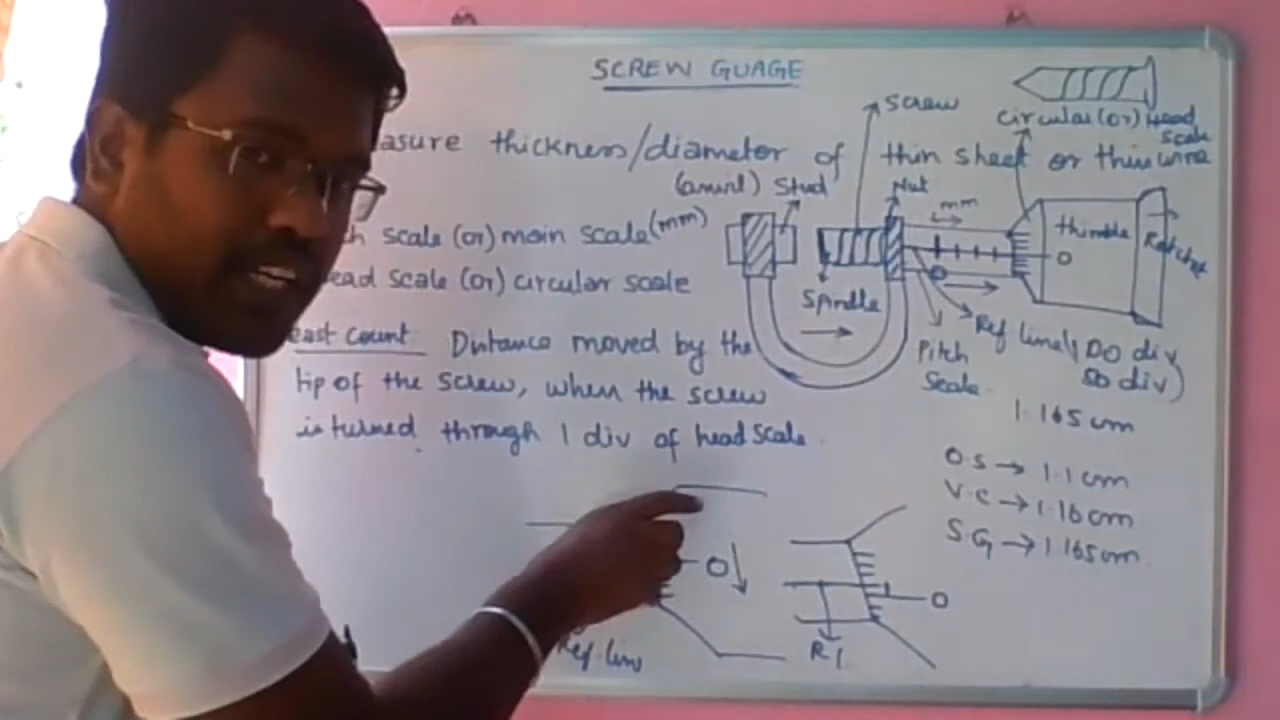 SCREW GUAGE
screw
circular (or) Head
scale
asure thickness/diameter of thin sheet or thin wire
(anvil) Stud
Nut
mm
h scale (or) main scale (mm)
thimble
Ratchet
0
ead scale (or) circular scale
Spindle
Ref line
Pitch
Scale
east count Distance moved by the
tip of the screw, when the screw
is turned through 1 div of head scale
div
50 div)
1.165 cm
O.S → 1.1 cm
V.C → 1.16 cm
S.G → 1.165 cm
0
0
Ref. line